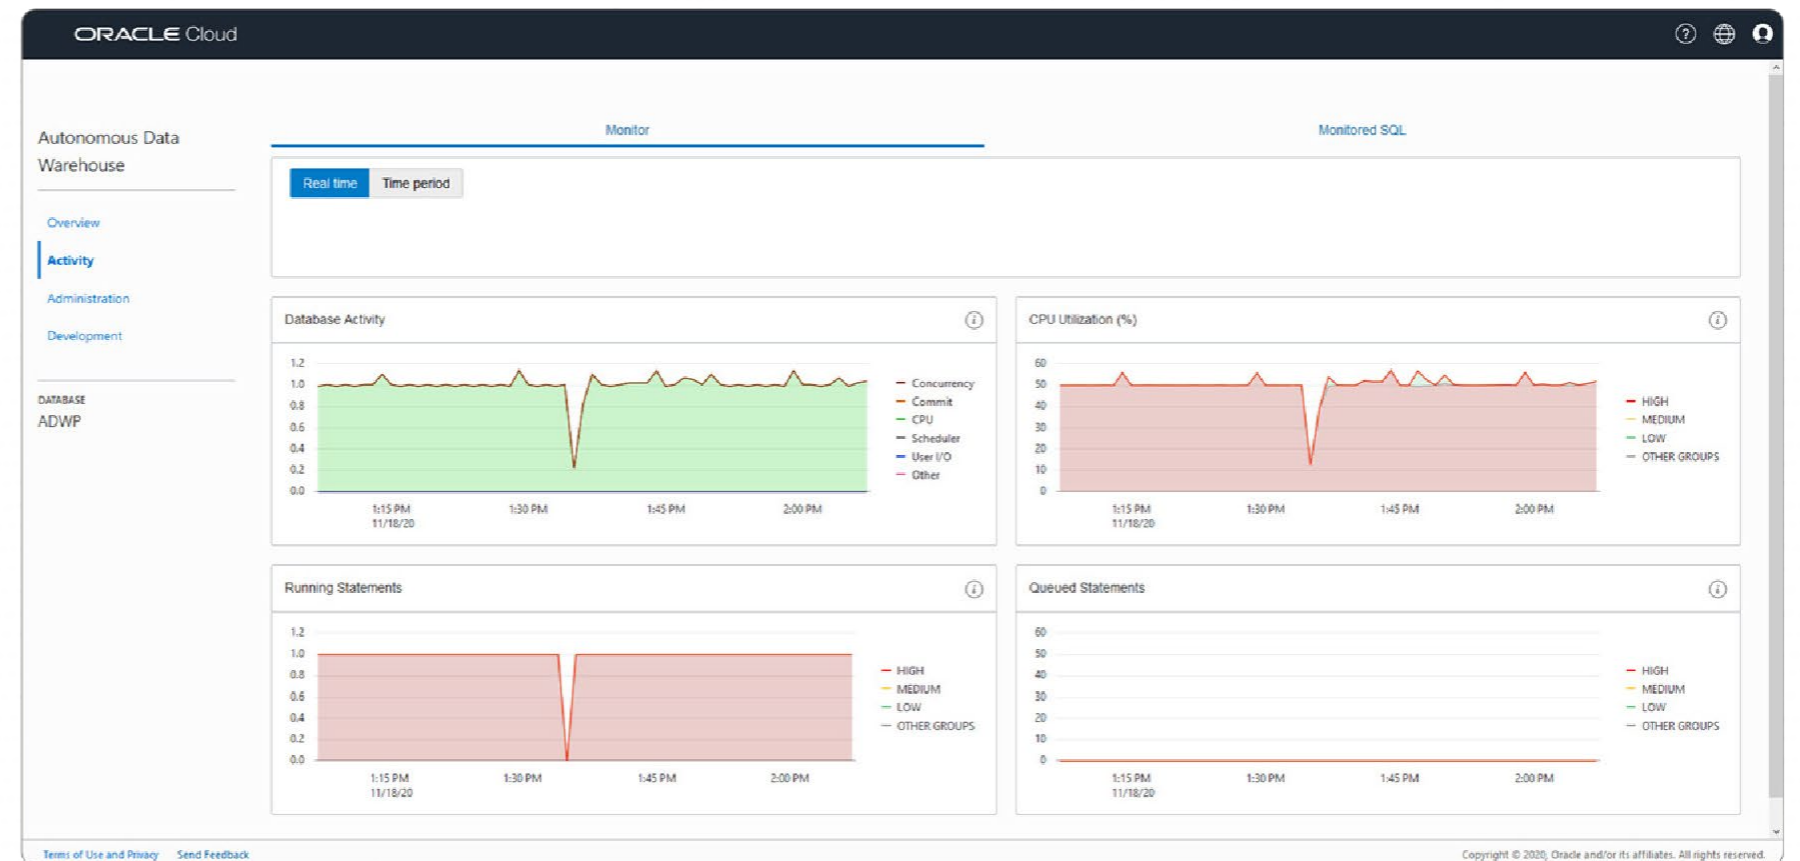 ORACLE Cloud
Autonomous Data
Warehouse
Overview
Activity
Administration
Development
DATABASE
ADWP
Monitor
Monitored SQL
Real time
Time period
Database Activity
1.2
1.0
0.8
0.6
0.4
0.2
0.0
1:15 PM
11/18/20
1:30 PM
1:45 PM
2:00 PM
Concurrency
Commit
CPU
Scheduler
User I/O
Other
CPU Utilization (%)
60
50
40
30
20
10
0
1:15 PM
11/18/20
1:30 PM
1:45 PM
2:00 PM
HIGH
MEDIUM
LOW
OTHER GROUPS
Running Statements
1.2
1.0
0.8
0.6
0.4
0.2
0.0
1:15 PM
11/18/20
1:30 PM
1:45 PM
2:00 PM
HIGH
MEDIUM
LOW
OTHER GROUPS
Queued Statements
60
50
40
30
20
10
0
1:15 PM
11/18/20
1:30 PM
1:45 PM
2:00 PM
HIGH
MEDIUM
LOW
OTHER GROUPS
Terms of Use and Privacy
Send Feedback
Copyright © 2020, Oracle and/or its affiliates. All rights reserved.